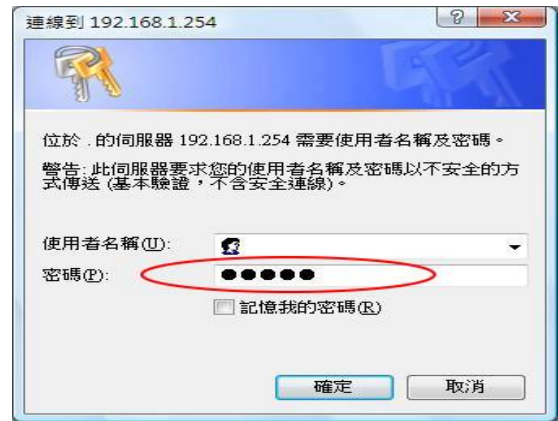 連線到 192.168.1.254
位於 . 的伺服器 192.168.1.254 需要使用者名稱及密碼。
警告: 此伺服器要求您的使用者名稱及密碼以不安全的方
式傳送 (基本驗證，不含安全連線)。
使用者名稱(U):
密碼(P): ●●●●●
記憶我的密碼(R)
確定 取消